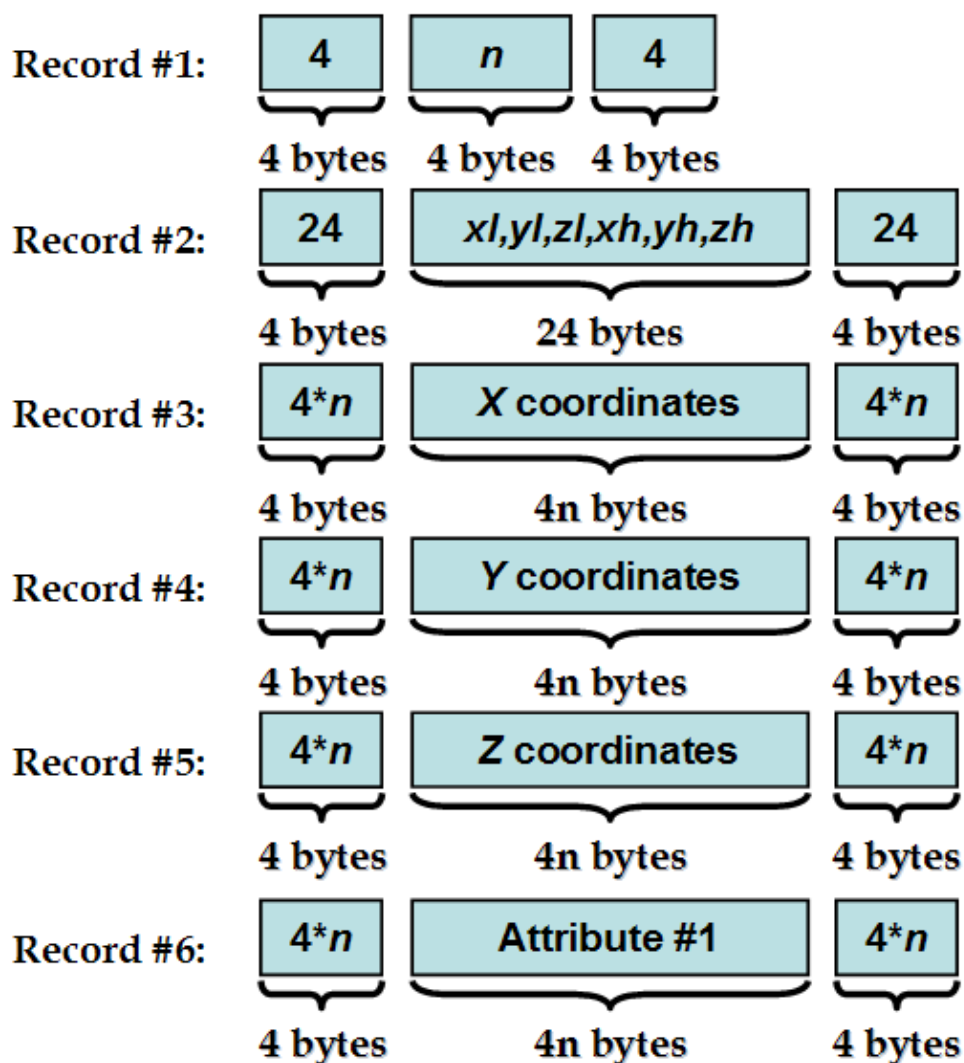 Record #1: 4 n 4
4 bytes 4 bytes 4 bytes
Record #2: 24 xl,yl,zl,xh,yh,zh 24
4 bytes 24 bytes 4 bytes
Record #3: 4*n X coordinates 4*n
4 bytes 4n bytes 4 bytes
Record #4: 4*n Y coordinates 4*n
4 bytes 4n bytes 4 bytes
Record #5: 4*n Z coordinates 4*n
4 bytes 4n bytes 4 bytes
Record #6: 4*n Attribute #1 4*n
4 bytes 4n bytes 4 bytes